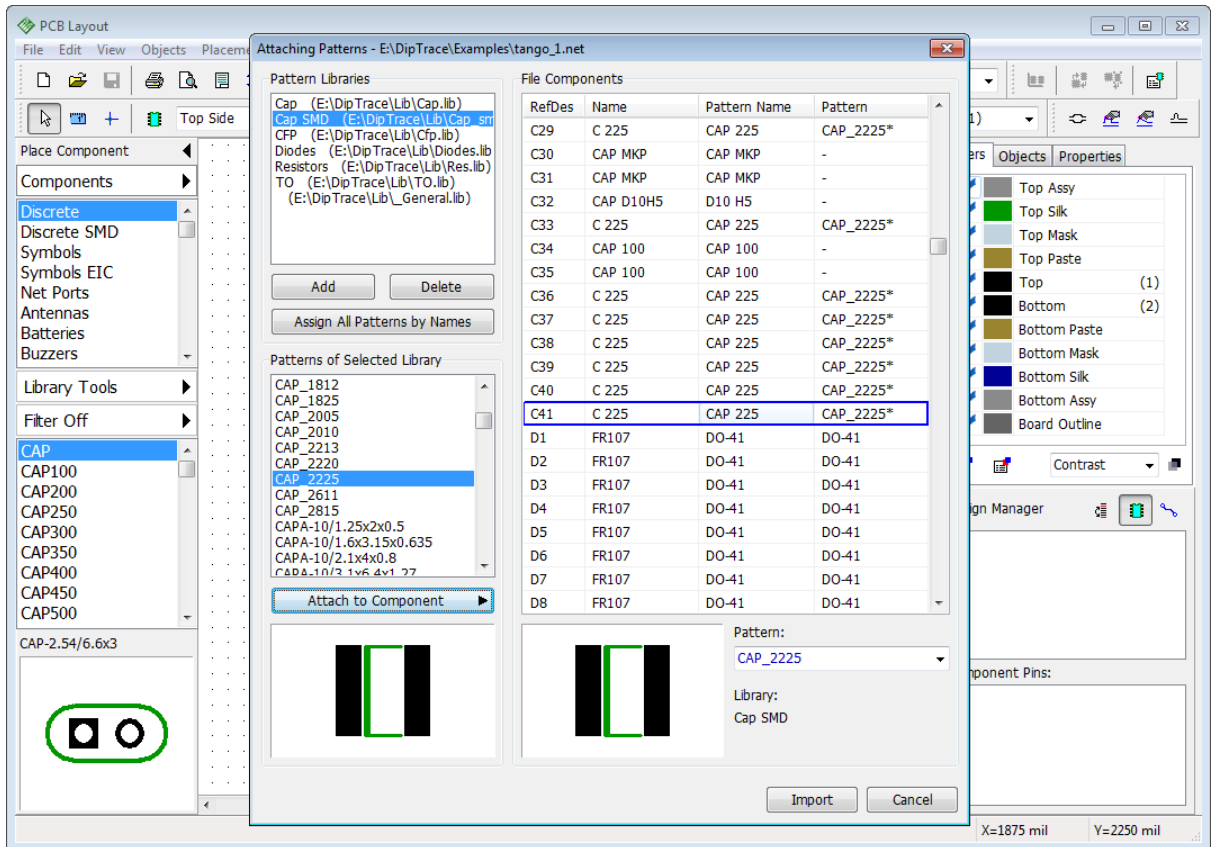 PCB Layout
File Edit View Objects Placeme
Top Side
Place Component
Components
Discrete
Discrete SMD
Symbols
Symbols EIC
Net Ports
Antennas
Batteries
Buzzers
Library Tools
Filter Off
CAP
CAP100
CAP200
CAP250
CAP300
CAP350
CAP400
CAP450
CAP500
CAP-2.54/6.6x3
Attaching Patterns - E:\DipTrace\Examples\tango_1.net
Pattern Libraries
Cap (E:\DipTrace\Lib\Cap.lib)
Cap SMD (E:\DipTrace\Lib\Cap_sm
CFP (E:\DipTrace\Lib\Cfp.lib)
Diodes (E:\DipTrace\Lib\Diodes.lib
Resistors (E:\DipTrace\Lib\Res.lib)
TO (E:\DipTrace\Lib\TO.lib)
(E:\DipTrace\Lib\_General.lib)
Add Delete
Assign All Patterns by Names
Patterns of Selected Library
CAP_1812
CAP_1825
CAP_2005
CAP_2010
CAP_2213
CAP_2220
CAP_2225
CAP_2611
CAP_2815
CAPA-10/1.25x2x0.5
CAPA-10/1.6x3.15x0.635
CAPA-10/2.1x4x0.8
CAPA-10/3.1x6.4x1.27
Attach to Component
File Components
RefDes Name Pattern Name Pattern
C29 C 225 CAP 225 CAP_2225*
C30 CAP MKP CAP MKP -
C31 CAP MKP CAP MKP -
C32 CAP D10H5 D10 H5 -
C33 C 225 CAP 225 CAP_2225*
C34 CAP 100 CAP 100 -
C35 CAP 100 CAP 100 -
C36 C 225 CAP 225 CAP_2225*
C37 C 225 CAP 225 CAP_2225*
C38 C 225 CAP 225 CAP_2225*
C39 C 225 CAP 225 CAP_2225*
C40 C 225 CAP 225 CAP_2225*
C41 C 225 CAP 225 CAP_2225*
D1 FR107 DO-41 DO-41
D2 FR107 DO-41 DO-41
D3 FR107 DO-41 DO-41
D4 FR107 DO-41 DO-41
D5 FR107 DO-41 DO-41
D6 FR107 DO-41 DO-41
D7 FR107 DO-41 DO-41
D8 FR107 DO-41 DO-41
Pattern:
CAP_2225
Library:
Cap SMD
Import Cancel
1)
ers Objects Properties
Top Assy
Top Silk
Top Mask
Top Paste
Top (1)
Bottom (2)
Bottom Paste
Bottom Mask
Bottom Silk
Bottom Assy
Board Outline
Contrast
ign Manager
mponent Pins:
X=1875 mil Y=2250 mil